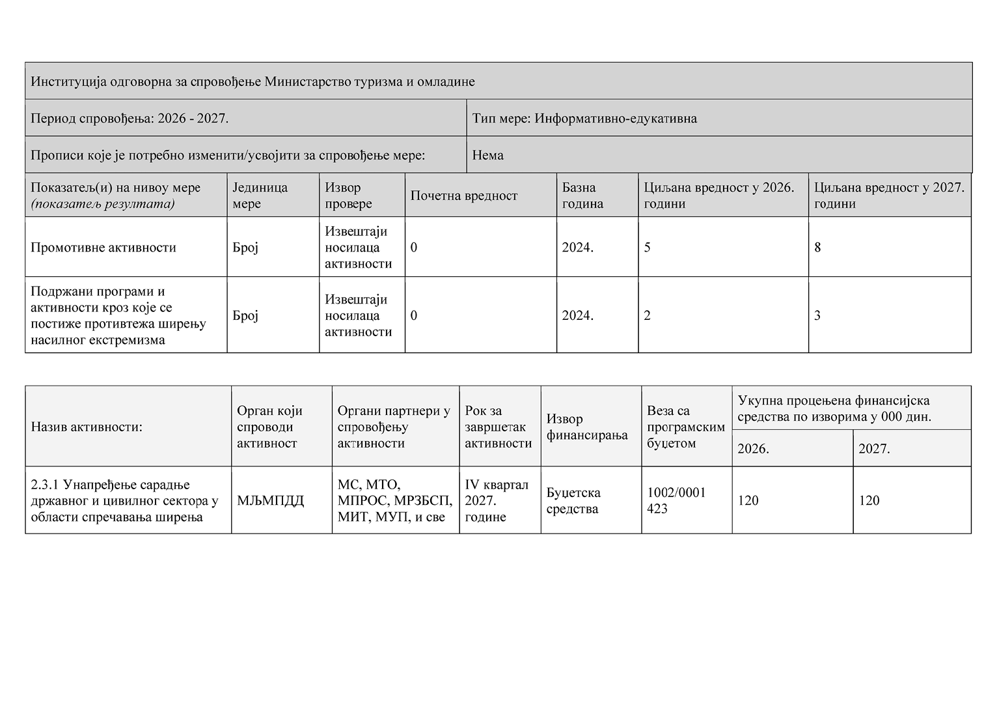 Институција одговорна за спровођење Министарство туризма и омладине
Период спровођења: 2026 - 2027.
Тип мере: Информативно-едукативна
Прописи које је потребно изменити/усвојити за спровођење мере:
Нема
Показатељ(и) на нивоу мере
(показатељ резултата)
Јединица
мере
Извор
провере
Почетна вредност
Базна
година
Циљана вредност у 2026.
години
Циљана вредност у 2027.
години
Промотивне активности
Број
Извештаји
носилаца
активности
0
2024.
5
8
Подржани програми и
активности кроз које се
постиже противтежа ширењу
насилног екстремизма
Број
Извештаји
носилаца
активности
0
2024.
2
3
Назив активности:
Орган који
спроводи
активност
Органи партнери у
спровођењу
активности
Рок за
завршетак
активности
Извор
финансирања
Веза са
програмским
буџетом
Укупна процењена финансијска
средства по изворима у 000 дин.
2026.
2027.
2.3.1 Унапређење сарадње
државног и цивилног сектора у
области спречавања ширења
МЉМПДД
МС, МТО,
МПРОС, МРЗБСП,
МИТ, МУП, и све
IV квартал
2027.
године
Буџетска
средства
1002/0001
423
120
120